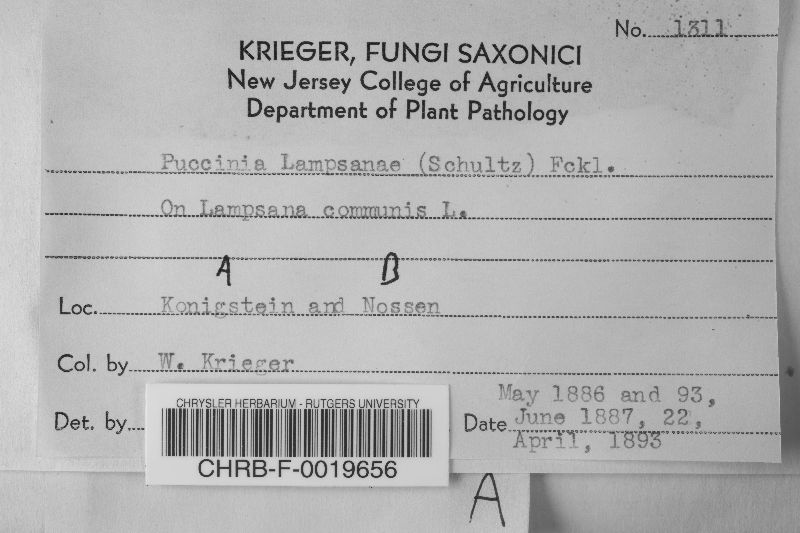 No. 1311
KRIEGER, FUNGI SAXONICI
New Jersey College of Agriculture
Department of Plant Pathology
Puccinia Lampsanae (Schultz) Fckl.
On Lampsana communis L.
A B
Loc. Konigstein and Nossen
Col. by W. Krieger
Det. by
Date May 1886 and 93,
June 1887, 22,
April, 1893
CHRYSLER HERBARIUM - RUTGERS UNIVERSITY
CHRB-F-0019656
A